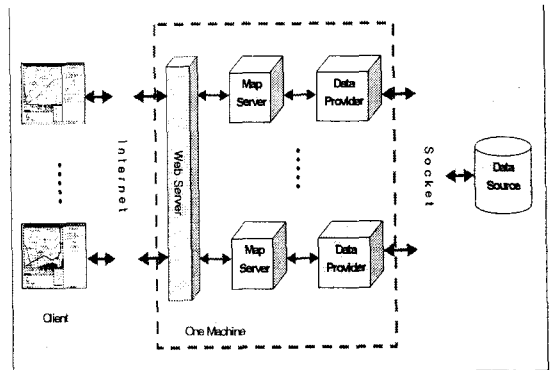 Map
Server
Data
Provider
Internet
Web Server
Socket
Data
Source
Map
Server
Data
Provider
Client
One Machine